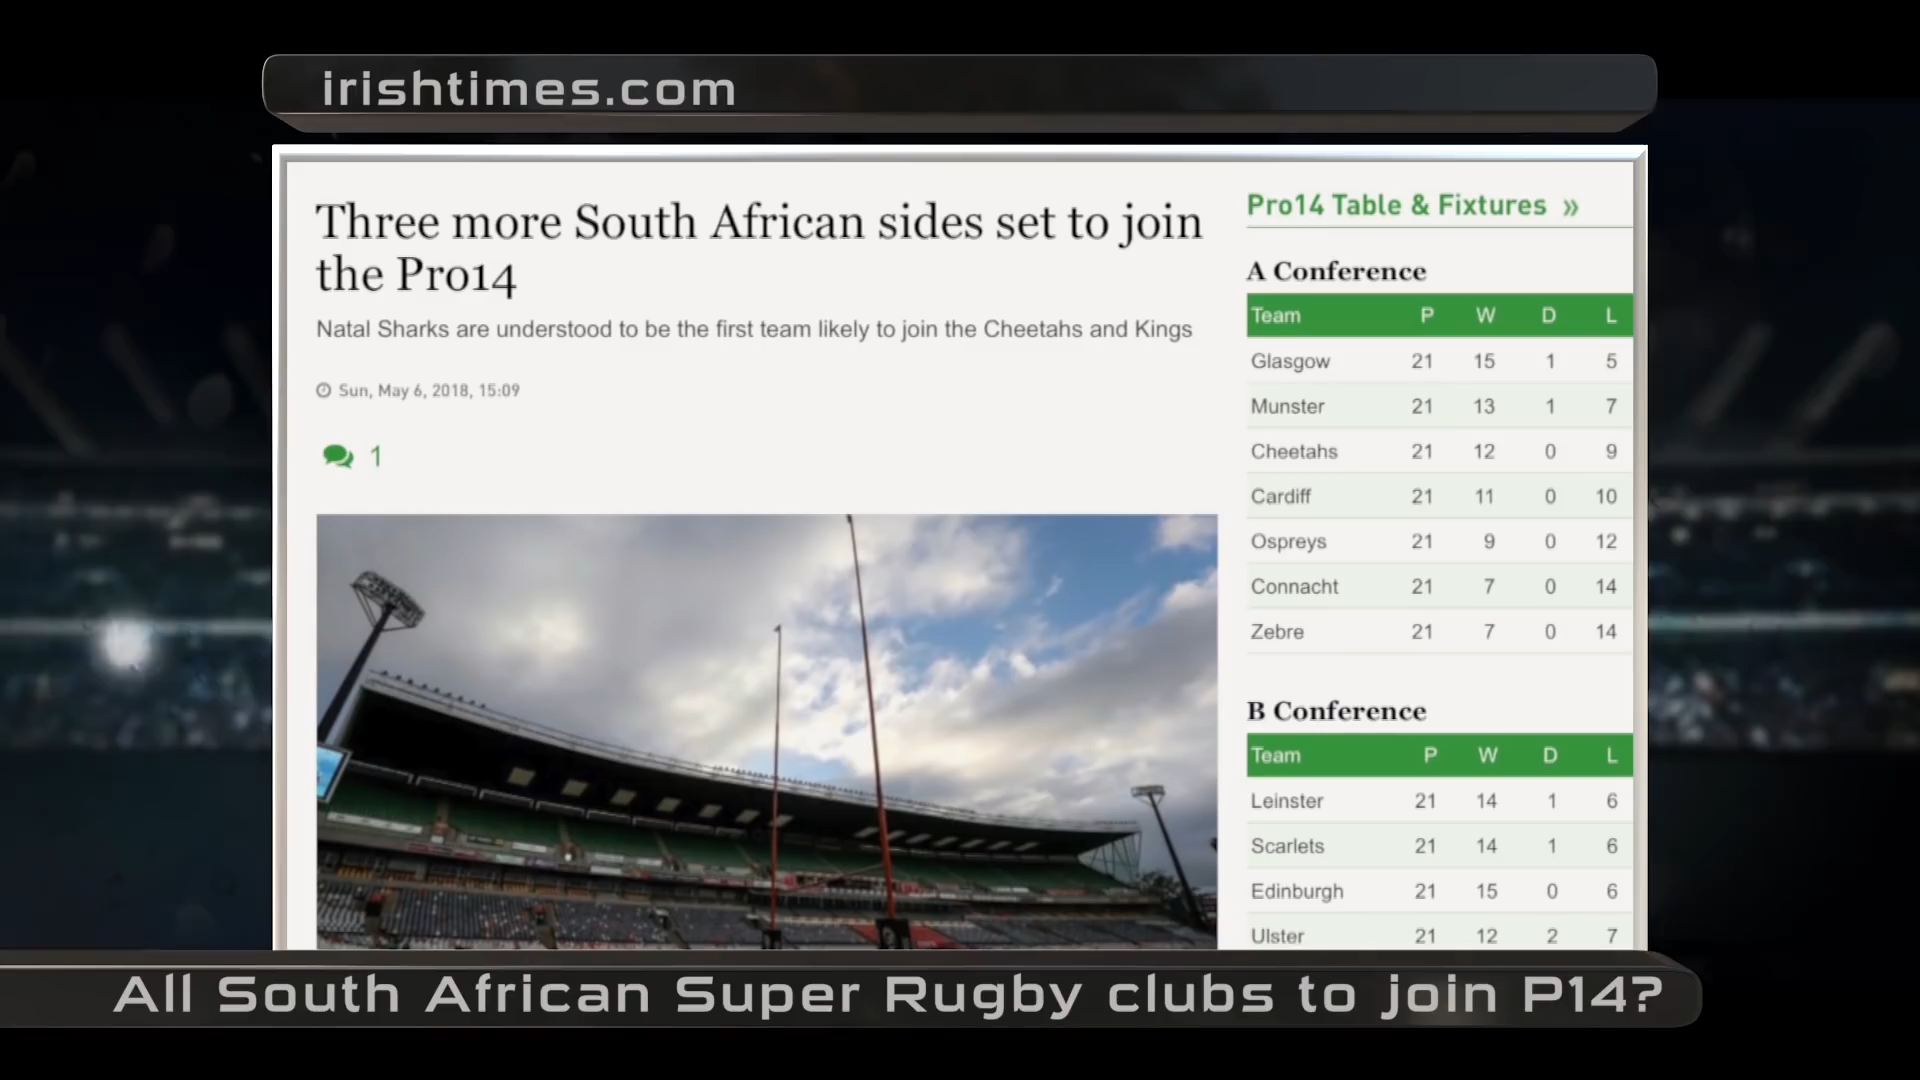 irishtimes.com
Three more South African sides set to join
the Pro14
Natal Sharks are understood to be the first team likely to join the Cheetahs and Kings
Sun, May 6, 2018, 15:09
1
Pro14 Table & Fixtures »
A Conference
Team P W D L
Glasgow 21 15 1 5
Munster 21 13 1 7
Cheetahs 21 12 0 9
Cardiff 21 11 0 10
Ospreys 21 9 0 12
Connacht 21 7 0 14
Zebre 21 7 0 14
B Conference
Team P W D L
Leinster 21 14 1 6
Scarlets 21 14 1 6
Edinburgh 21 15 0 6
Ulster 21 12 2 7
All South African Super Rugby clubs to join P14?